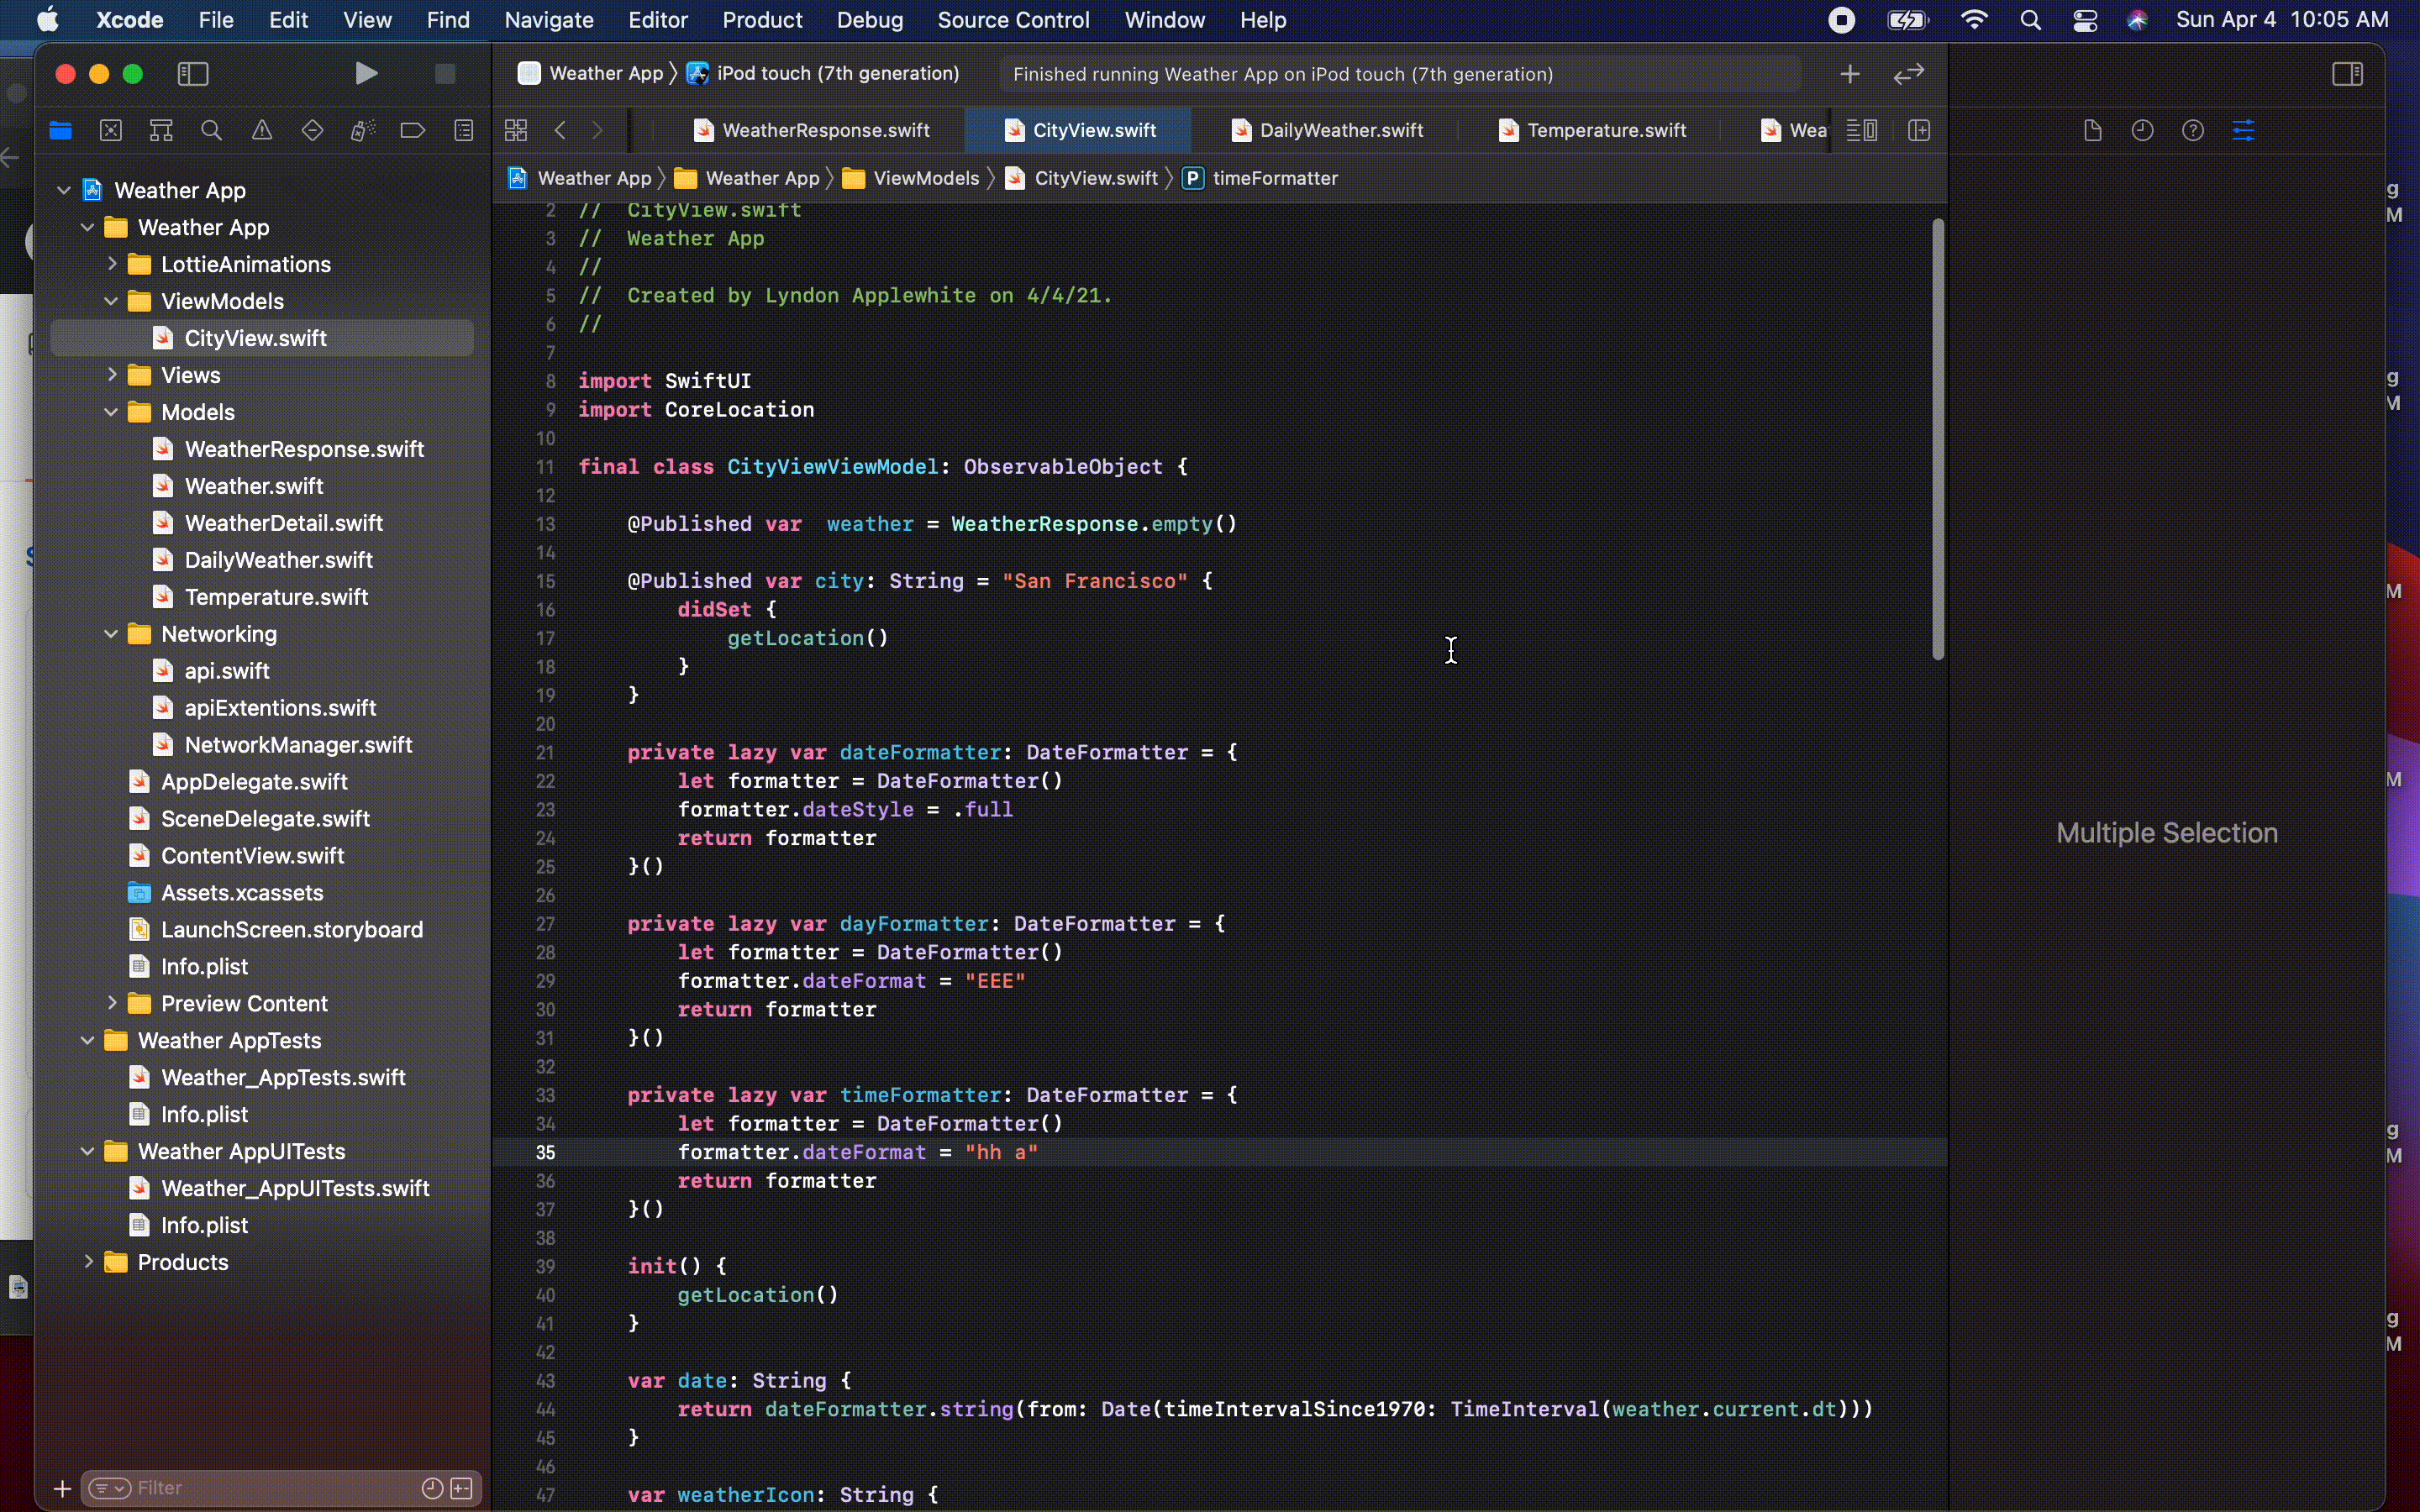 Xcode File Edit View Find Navigate Editor Product Debug Source Control Window Help Sun Apr 4 10:05 AM
Weather App iPod touch (7th generation) Finished running Weather App on iPod touch (7th generation)
WeatherResponse.swift CityView.swift DailyWeather.swift Temperature.swift Wea
Weather App Weather App ViewModels CityView.swift P timeFormatter
Weather App
Weather App
LottieAnimations
ViewModels
CityView.swift
Views
Models
WeatherResponse.swift
Weather.swift
WeatherDetail.swift
DailyWeather.swift
Temperature.swift
Networking
api.swift
apiExtentions.swift
NetworkManager.swift
AppDelegate.swift
SceneDelegate.swift
ContentView.swift
Assets.xcassets
LaunchScreen.storyboard
Info.plist
Preview Content
Weather AppTests
Weather_AppTests.swift
Info.plist
Weather AppUITests
Weather_AppUITests.swift
Info.plist
Products
Filter
2 // CityView.swift
3 // Weather App
4 //
5 // Created by Lyndon Applewhite on 4/4/21.
6 //
7
8 import SwiftUI
9 import CoreLocation
10
11 final class CityViewViewModel: ObservableObject {
12
13 @Published var weather = WeatherResponse.empty()
14
15 @Published var city: String = "San Francisco" {
16 didSet {
17 getLocation()
18 }
19 }
20
21 private lazy var dateFormatter: DateFormatter = {
22 let formatter = DateFormatter()
23 formatter.dateStyle = .full
24 return formatter
25 }()
26
27 private lazy var dayFormatter: DateFormatter = {
28 let formatter = DateFormatter()
29 formatter.dateFormat = "EEE"
30 return formatter
31 }()
32
33 private lazy var timeFormatter: DateFormatter = {
34 let formatter = DateFormatter()
35 formatter.dateFormat = "hh a"
36 return formatter
37 }()
38
39 init() {
40 getLocation()
41 }
42
43 var date: String {
44 return dateFormatter.string(from: Date(timeIntervalSince1970: TimeInterval(weather.current.dt)))
45 }
46
47 var weatherIcon: String {
Multiple Selection
g
M
g
M
M
M
g
M
g
M